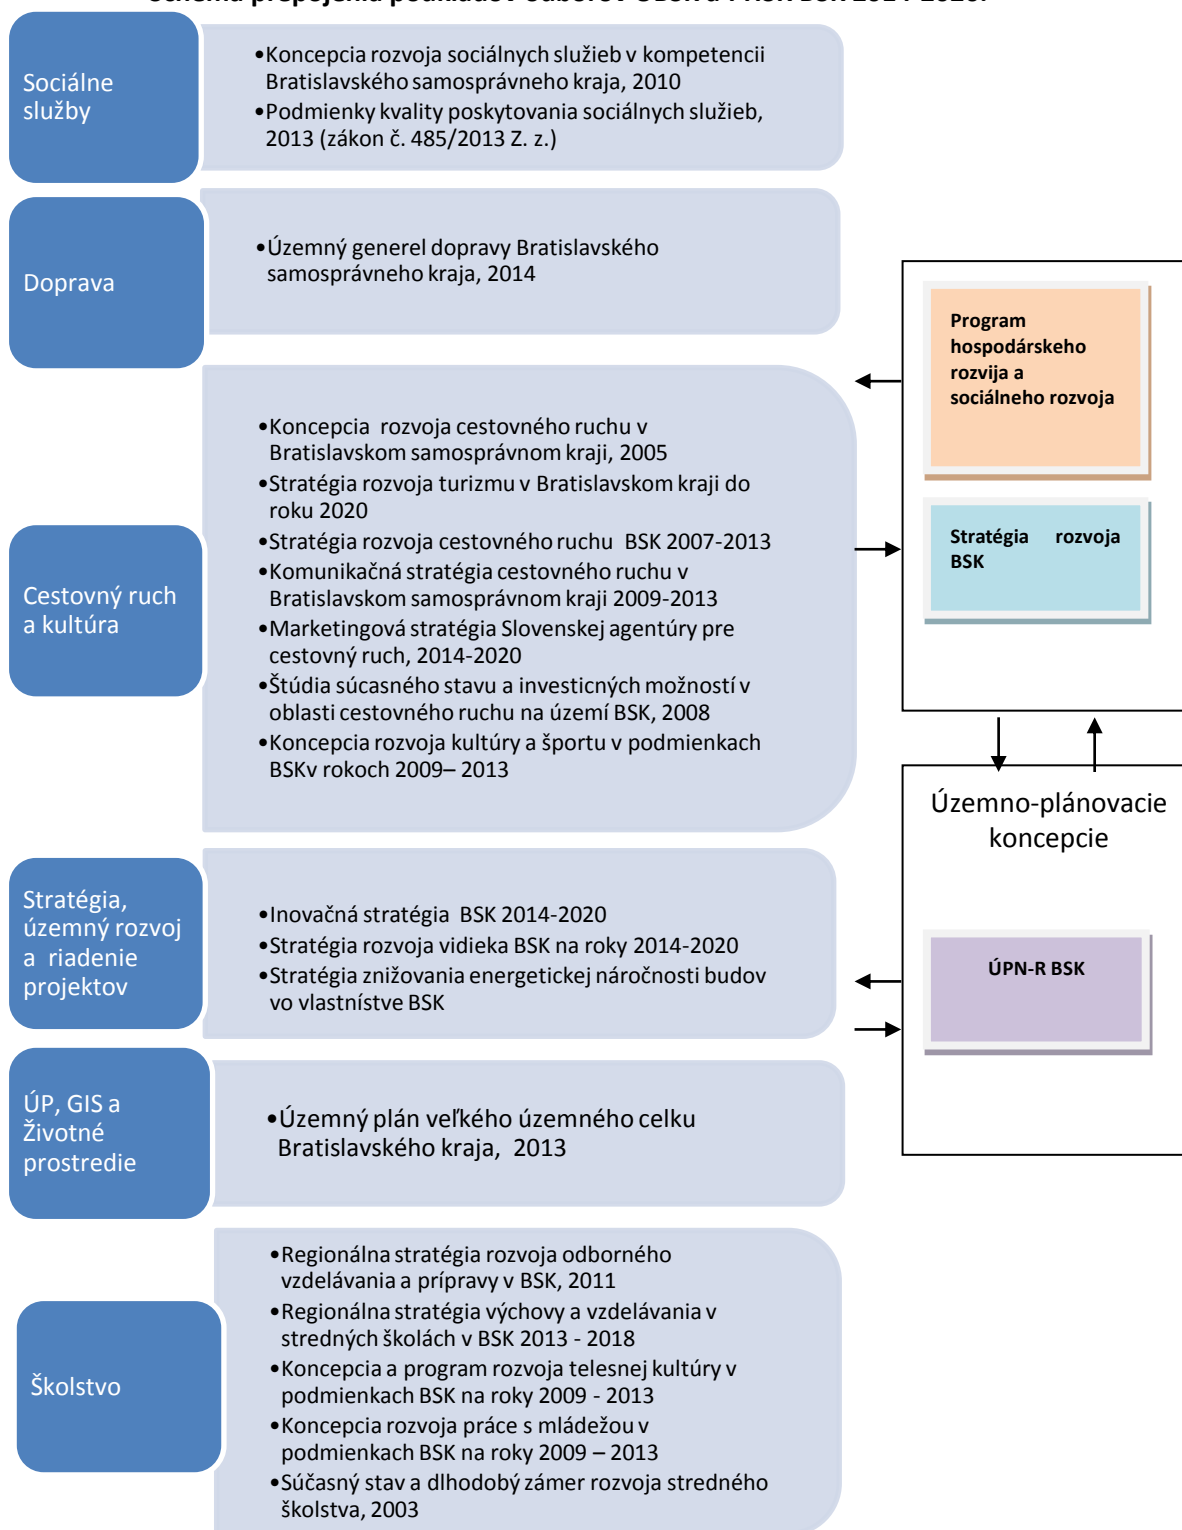 Sociálne
služby
•Koncepcia rozvoja sociálnych služieb v kompetencii
Bratislavského samosprávneho kraja, 2010
•Podmienky kvality poskytovania sociálnych služieb,
2013 (zákon č. 485/2013 Z. z.)
Doprava
•Územný generel dopravy Bratislavského
samosprávneho kraja, 2014
Cestovný ruch
a kultúra
•Koncepcia rozvoja cestovného ruchu v
Bratislavskom samosprávnom kraji, 2005
•Stratégia rozvoja turizmu v Bratislavskom kraji do
roku 2020
•Stratégia rozvoja cestovného ruchu BSK 2007-2013
•Komunikačná stratégia cestovného ruchu v
Bratislavskom samosprávnom kraji 2009-2013
•Marketingová stratégia Slovenskej agentúry pre
cestovný ruch, 2014-2020
•Štúdia súcasného stavu a investicných možností v
oblasti cestovného ruchu na území BSK, 2008
•Koncepcia rozvoja kultúry a športu v podmienkach
BSKv rokoch 2009– 2013
Stratégia,
územný rozvoj
a riadenie
projektov
•Inovačná stratégia BSK 2014-2020
•Stratégia rozvoja vidieka BSK na roky 2014-2020
•Stratégia znižovania energetickej náročnosti budov
vo vlastnístve BSK
ÚP, GIS a
Životné
prostredie
•Územný plán veľkého územného celku
Bratislavského kraja, 2013
Školstvo
•Regionálna stratégia rozvoja odborného
vzdelávania a prípravy v BSK, 2011
•Regionálna stratégia výchovy a vzdelávania v
stredných školách v BSK 2013 - 2018
•Koncepcia a program rozvoja telesnej kultúry v
podmienkach BSK na roky 2009 - 2013
•Koncepcia rozvoja práce s mládežou v
podmienkach BSK na roky 2009 – 2013
•Súčasný stav a dlhodobý zámer rozvoja stredného
školstva, 2003
Program
hospodárskeho
rozvija a
sociálneho rozvoja
Stratégia rozvoja
BSK
Územno-plánovacie
koncepcie
ÚPN-R BSK